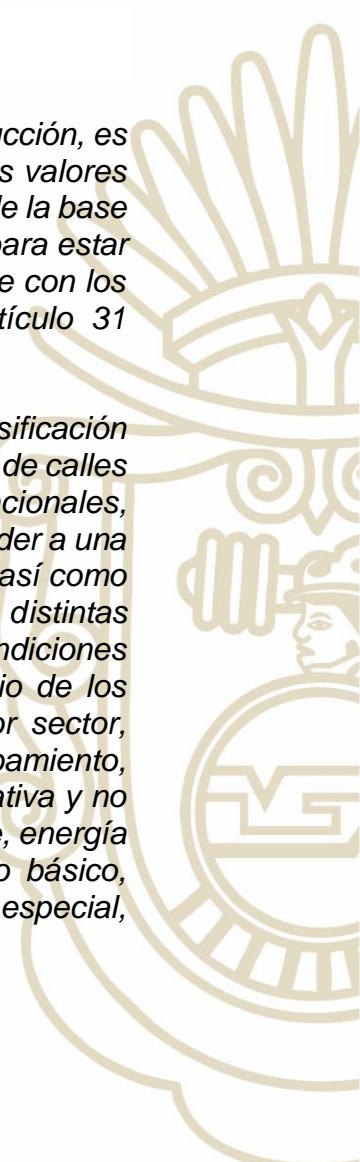 ucción, es
s valores
de la base
para estar
e con los
tículo 31
sificación
de calles
acionales,
der a una
así como
distintas
ndiciones
io de los
or sector,
pamiento,
ativa y no
e, energía
o básico,
especial,